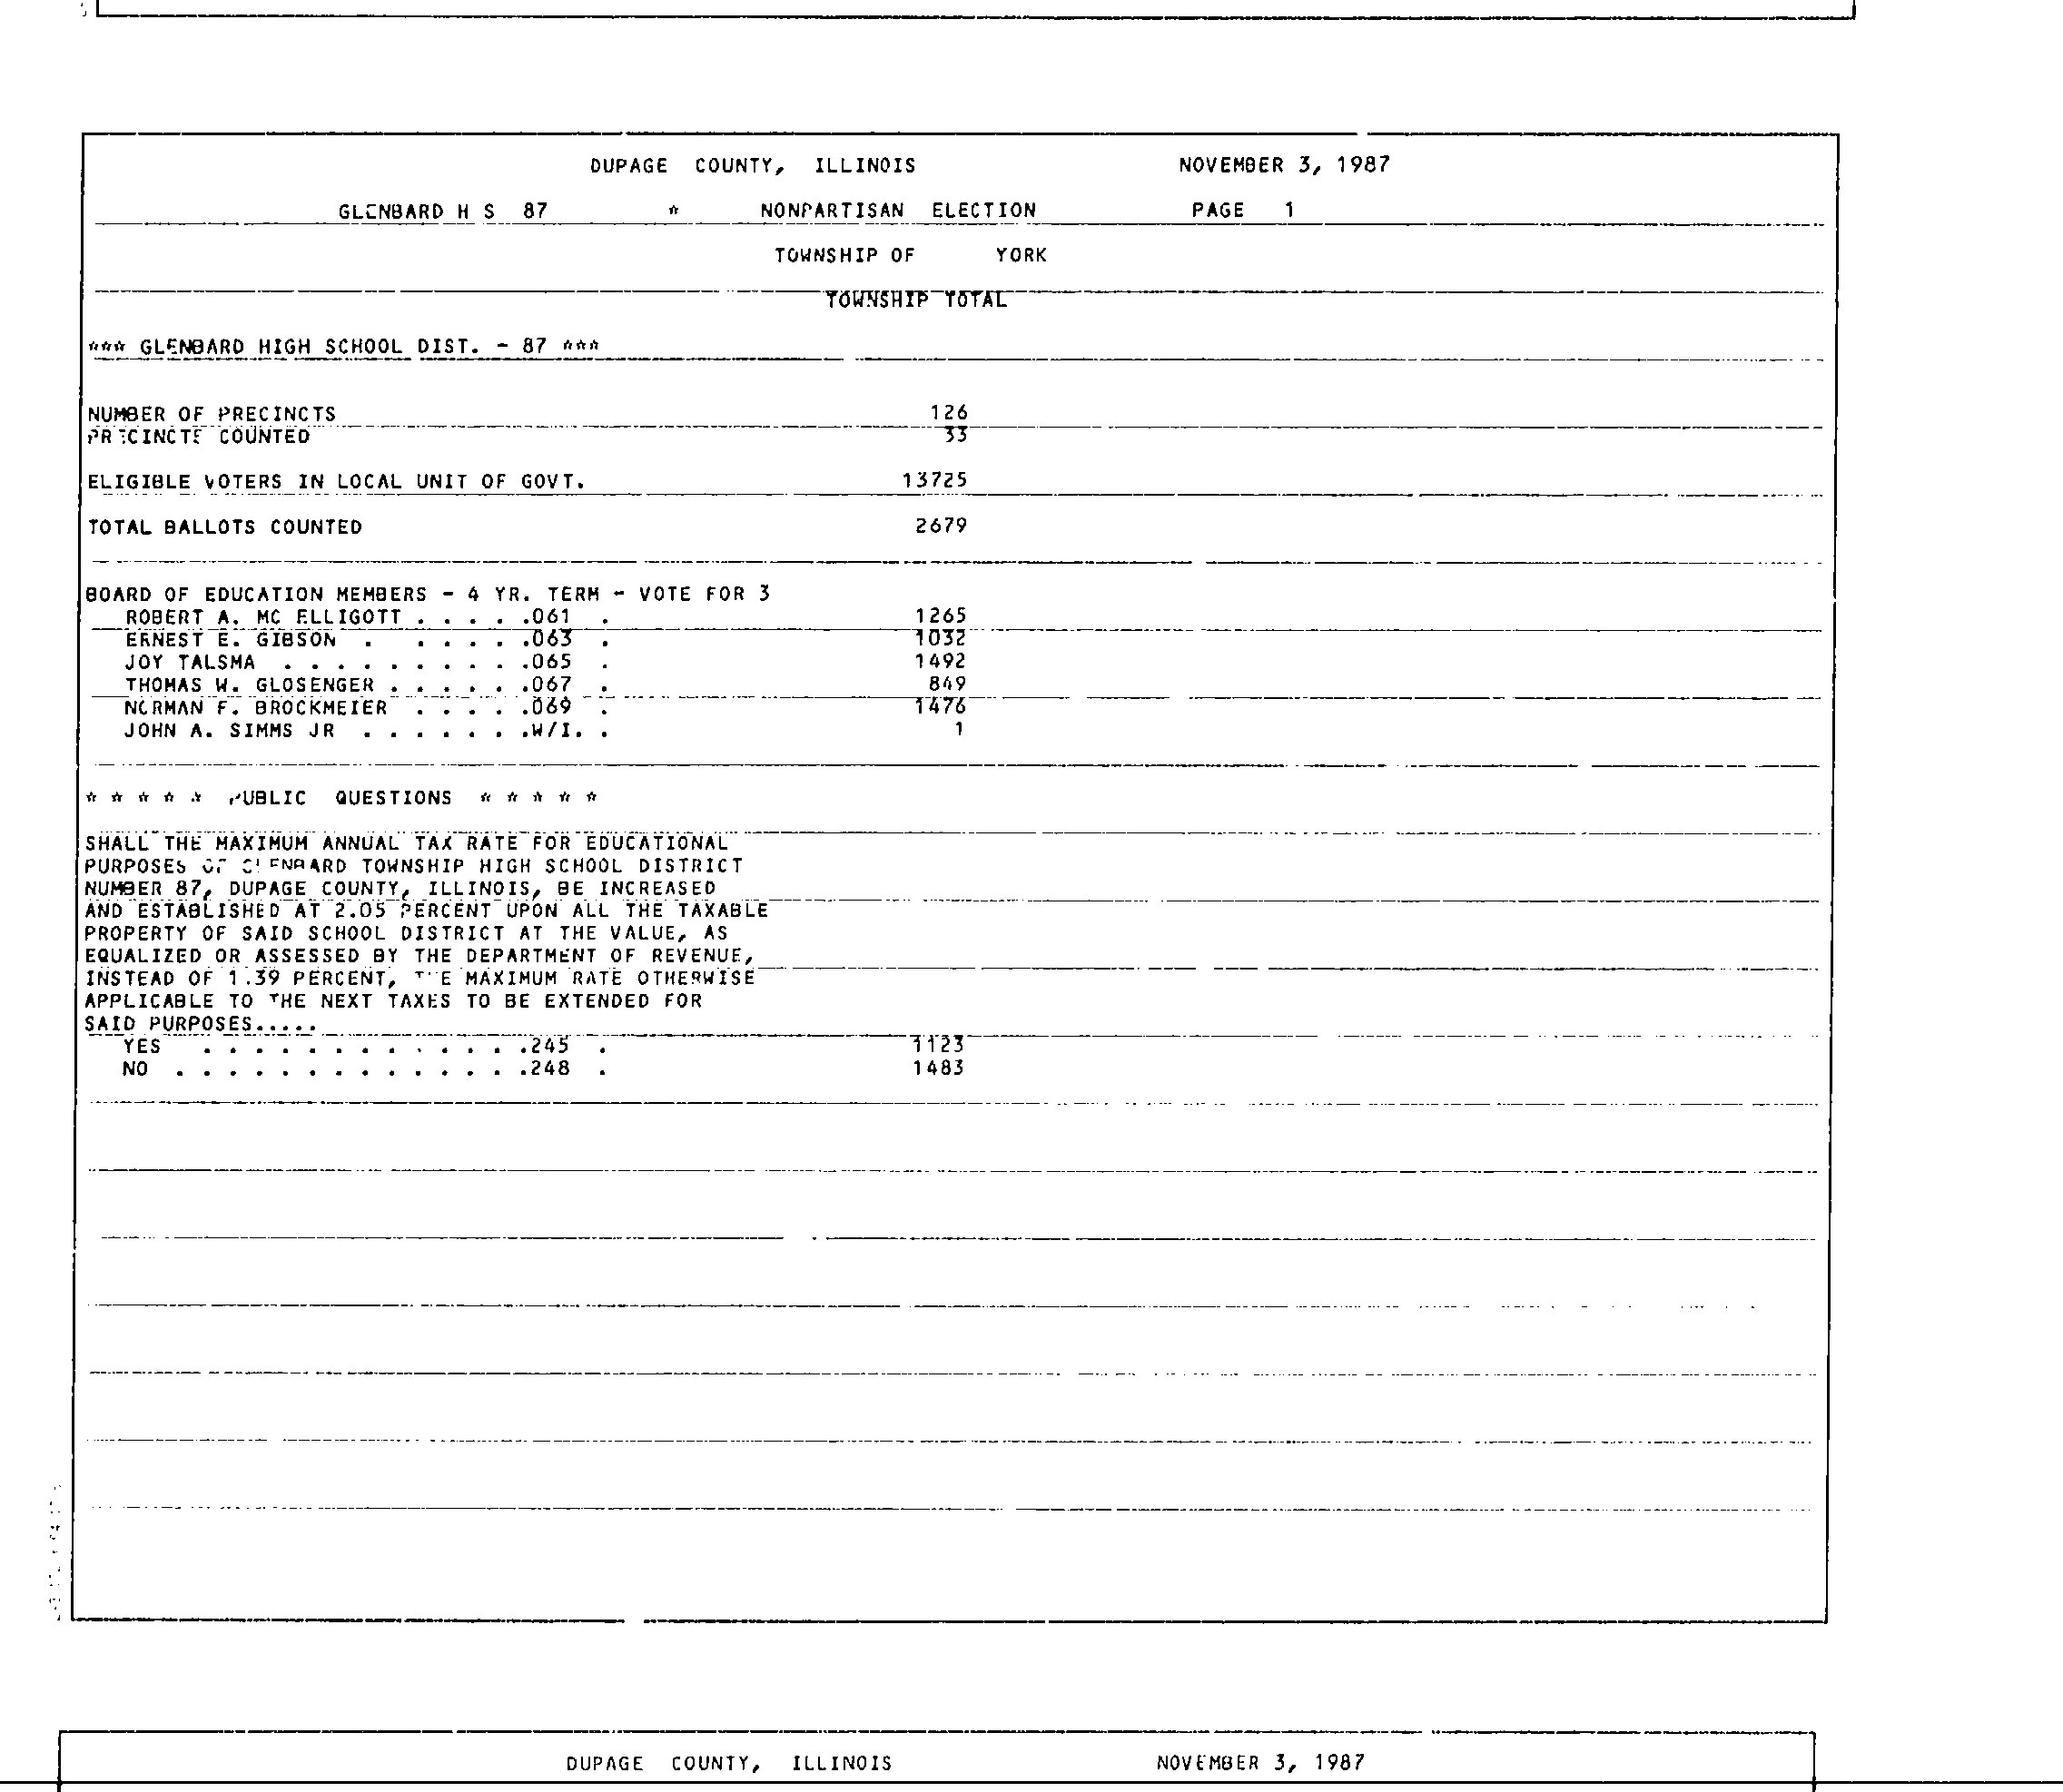 DUPAGE COUNTY, ILLINOIS NOVEMBER 3, 1987
GLENBARD H S 87 * NONPARTISAN ELECTION PAGE 1
TOWNSHIP OF YORK
TOWNSHIP TOTAL
*** GLENBARD HIGH SCHOOL DIST. - 87 ***
NUMBER OF PRECINCTS 126
PRECINCTS COUNTED 33
ELIGIBLE VOTERS IN LOCAL UNIT OF GOVT. 13725
TOTAL BALLOTS COUNTED 2679
BOARD OF EDUCATION MEMBERS - 4 YR. TERM - VOTE FOR 3
ROBERT A. MC ELLIGOTT . . . . .061 . 1265
ERNEST E. GIBSON . . . . . .063 . 1032
JOY TALSMA . . . . . . . . . .065 . 1492
THOMAS W. GLOSENGER . . . . . .067 . 849
NORMAN F. BROCKMEIER . . . . .069 . 1476
JOHN A. SIMMS JR . . . . . . .W/I. . 1
* * * * * PUBLIC QUESTIONS * * * * *
SHALL THE MAXIMUM ANNUAL TAX RATE FOR EDUCATIONAL
PURPOSES OF GLENBARD TOWNSHIP HIGH SCHOOL DISTRICT
NUMBER 87, DUPAGE COUNTY, ILLINOIS, BE INCREASED
AND ESTABLISHED AT 2.05 PERCENT UPON ALL THE TAXABLE
PROPERTY OF SAID SCHOOL DISTRICT AT THE VALUE, AS
EQUALIZED OR ASSESSED BY THE DEPARTMENT OF REVENUE,
INSTEAD OF 1.39 PERCENT, THE MAXIMUM RATE OTHERWISE
APPLICABLE TO THE NEXT TAXES TO BE EXTENDED FOR
SAID PURPOSES.....
YES . . . . . . . . . . . . .245 . 1123
NO . . . . . . . . . . . . . .248 . 1483
DUPAGE COUNTY, ILLINOIS NOVEMBER 3, 1987